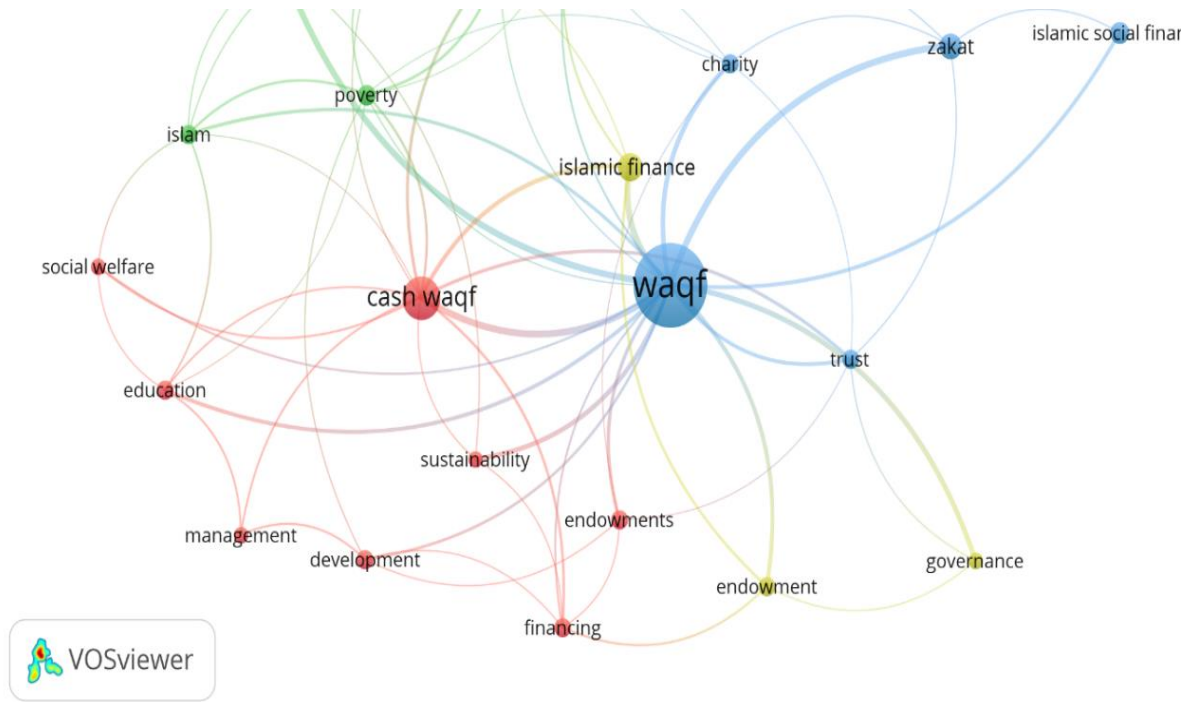 zakat
islamic social finan
charity
poverty
islam
islamic finance
social welfare
cash waqf
waqf
trust
education
sustainability
endowments
management
development
governance
endowment
financing
VOSviewer